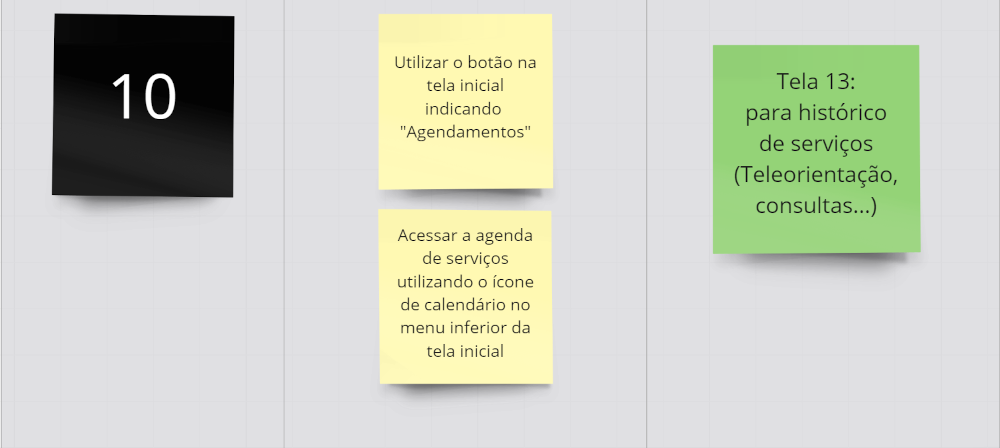 10
Utilizar o botão na
tela inicial
indicando
"Agendamentos"
Acessar a agenda
de serviços
utilizando o ícone
de calendário no
menu inferior da
tela inicial
Tela 13:
para histórico
de serviços
(Teleorientação,
consultas...)